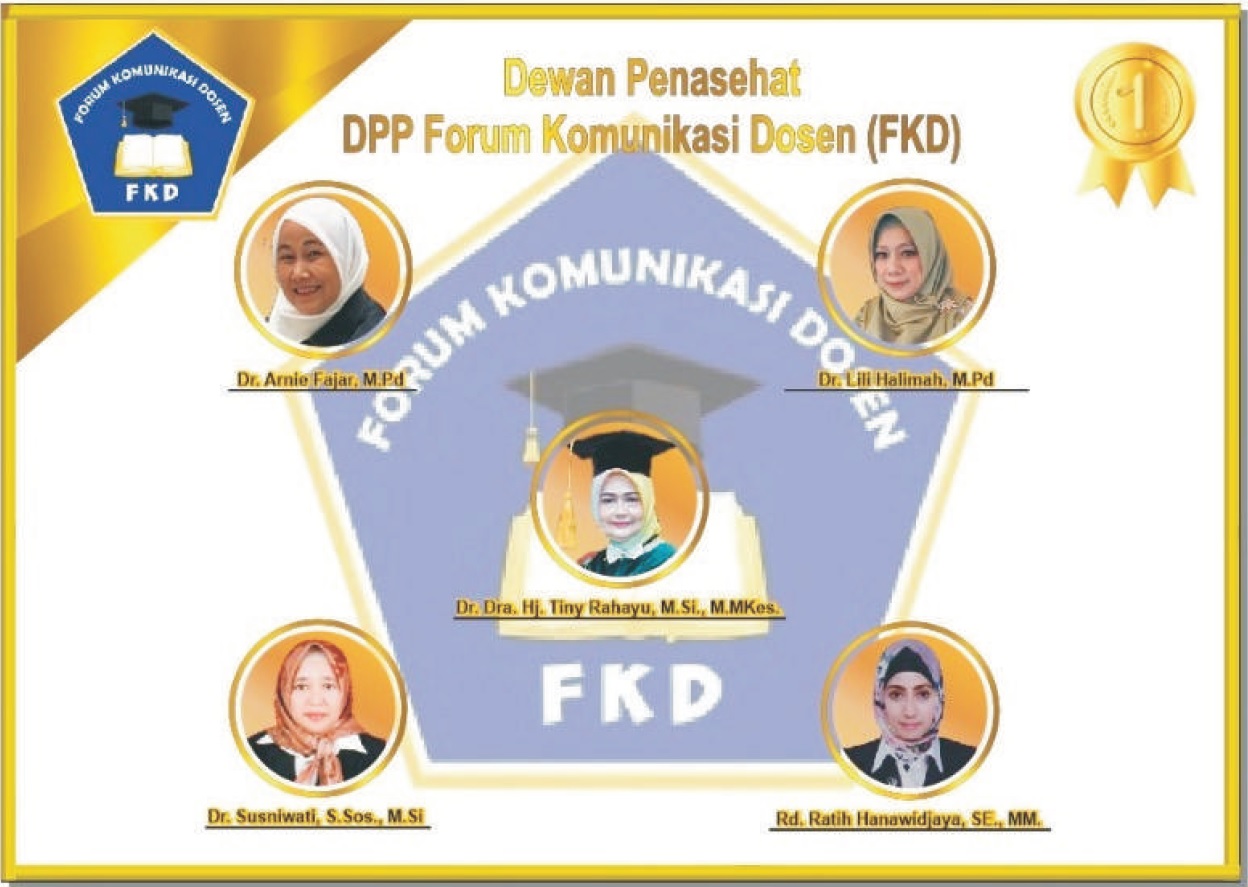 FORUM KOMUNIKASI DOSEN
FKD
Dewan Penasehat
DPP Forum Komunikasi Dosen (FKD)
1
Dr. Arnie Fajar, M.Pd
Dr. Lili Halimah, M.Pd
FORUM KOMUNIKASI DOSEN
Dr. Dra. Hj. Tiny Rahayu, M.Si., M.MKes.
FKD
Dr. Susniwati, S.Sos., M.Si
Rd. Ratih Hanawidjaya, SE., MM.